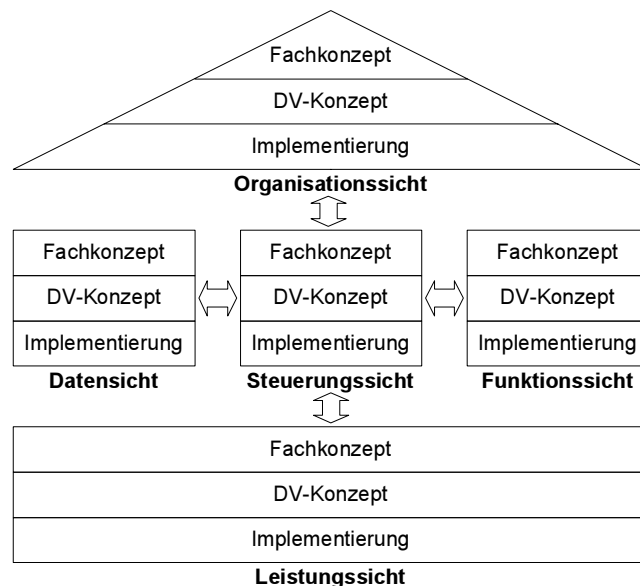 Fachkonzept
DV-Konzept
Implementierung
Organisationssicht
Fachkonzept
DV-Konzept
Implementierung
Datensicht
Fachkonzept
DV-Konzept
Implementierung
Steuerungssicht
Fachkonzept
DV-Konzept
Implementierung
Funktionssicht
Fachkonzept
DV-Konzept
Implementierung
Leistungssicht